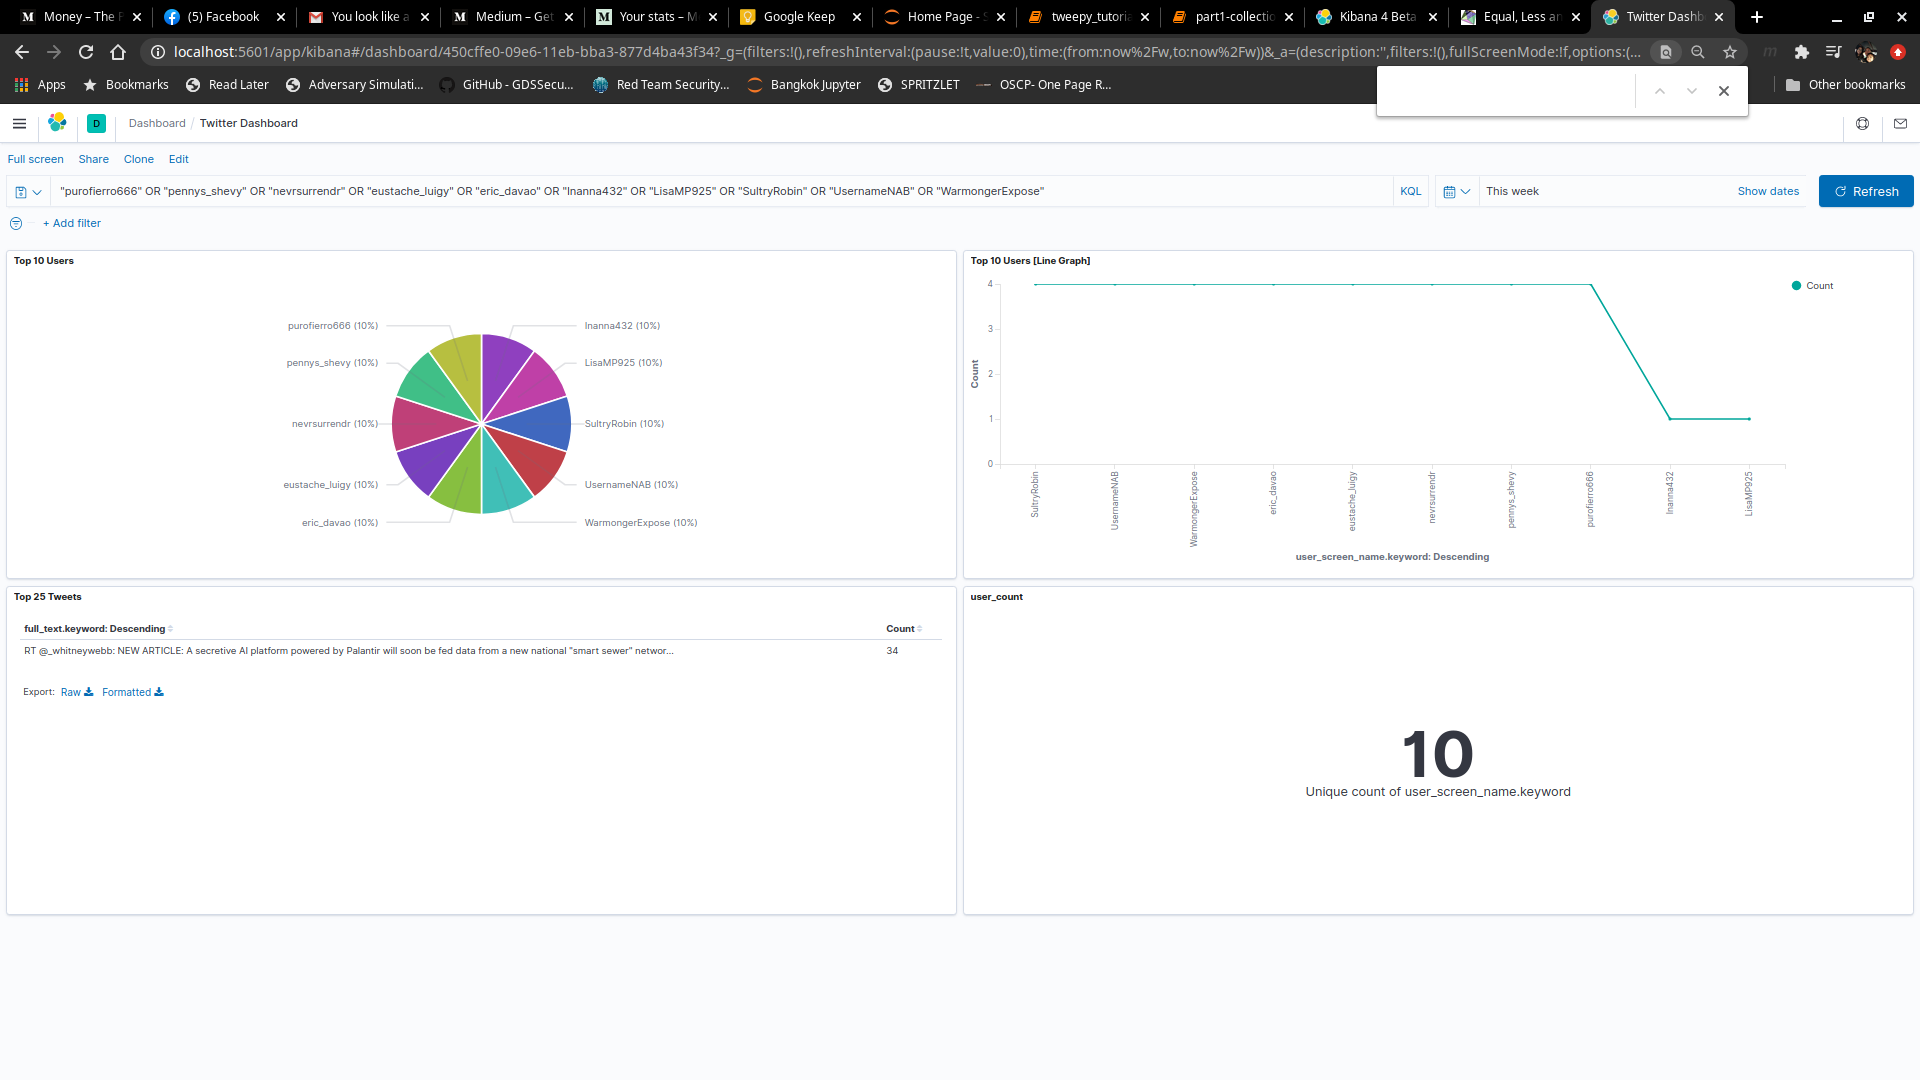 Money – The F
(5) Facebook
You look like a
Medium – Get
Your stats – M
Google Keep
Home Page - S
tweepy_tutoria
part1-collectio
Kibana 4 Beta
Equal, Less an
Twitter Dashb
localhost:5601/app/kibana#/dashboard/450cffe0-09e6-11eb-bba3-877d4ba43f34?_g=(filters:!(),refreshInterval:(pause:!t,value:0),time:(from:now%2Fw,to:now%2Fw))&_a=(description:'',filters:!(),fullScreenMode:!f,options:(...
Apps
Bookmarks
Read Later
Adversary Simulati...
GitHub - GDSSecu...
Red Team Security...
Bangkok Jupyter
SPRITZLET
OSCP- One Page R...
Other bookmarks
D
Dashboard / Twitter Dashboard
Full screen Share Clone Edit
"purofierro666" OR "pennys_shevy" OR "nevrsurrendr" OR "eustache_luigy" OR "eric_davao" OR "Inanna432" OR "LisaMP925" OR "SultryRobin" OR "UsernameNAB" OR "WarmongerExpose"
KQL
This week
Show dates
Refresh
+ Add filter
Top 10 Users
purofierro666 (10%)
Inanna432 (10%)
pennys_shevy (10%)
LisaMP925 (10%)
nevrsurrendr (10%)
SultryRobin (10%)
eustache_luigy (10%)
UsernameNAB (10%)
eric_davao (10%)
WarmongerExpose (10%)
Top 10 Users [Line Graph]
4
3
2
1
0
Count
Count
SultryRobin
UsernameNAB
WarmongerExpose
eric_davao
eustache_luigy
nevrsurrendr
pennys_shevy
purofierro666
Inanna432
LisaMP925
user_screen_name.keyword: Descending
Top 25 Tweets
full_text.keyword: Descending
Count
RT @_whitneywebb: NEW ARTICLE: A secretive AI platform powered by Palantir will soon be fed data from a new national "smart sewer" networ...
34
Export: Raw Formatted
user_count
10
Unique count of user_screen_name.keyword